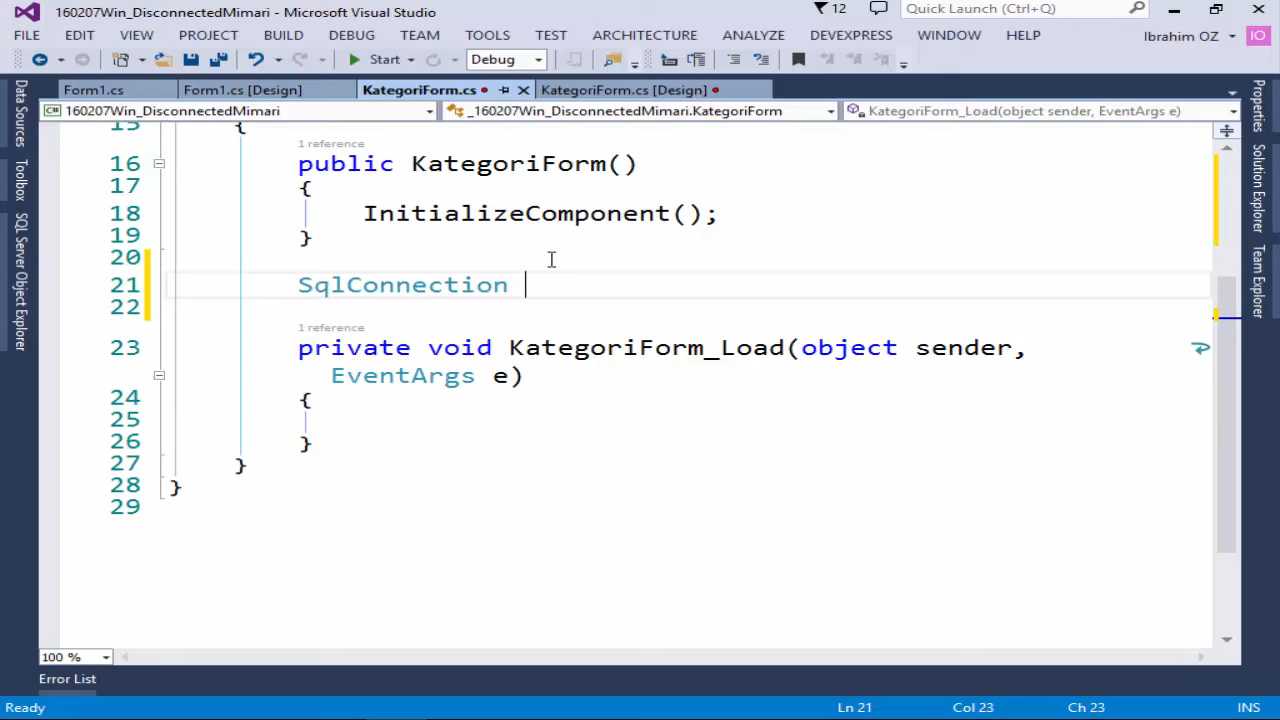 160207Win_DisconnectedMimari - Microsoft Visual Studio
12
Quick Launch (Ctrl+Q)
FILE EDIT VIEW PROJECT BUILD DEBUG TEAM TOOLS TEST ARCHITECTURE ANALYZE DEVEXPRESS WINDOW HELP
Ibrahim OZ
IO
Start
Debug
Form1.cs
Form1.cs [Design]
KategoriForm.cs
KategoriForm.cs [Design]
160207Win_DisconnectedMimari
_160207Win_DisconnectedMimari.KategoriForm
KategoriForm_Load(object sender, EventArgs e)
Data Sources
Toolbox
SQL Server Object Explorer
15 {
1 reference
16 public KategoriForm()
17 {
18 InitializeComponent();
19 }
20
21 SqlConnection
22
1 reference
23 private void KategoriForm_Load(object sender,
EventArgs e)
24 {
25
26 }
27 }
28 }
29
Properties
Solution Explorer
Team Explorer
100 %
Error List
Ready
Ln 21
Col 23
Ch 23
INS